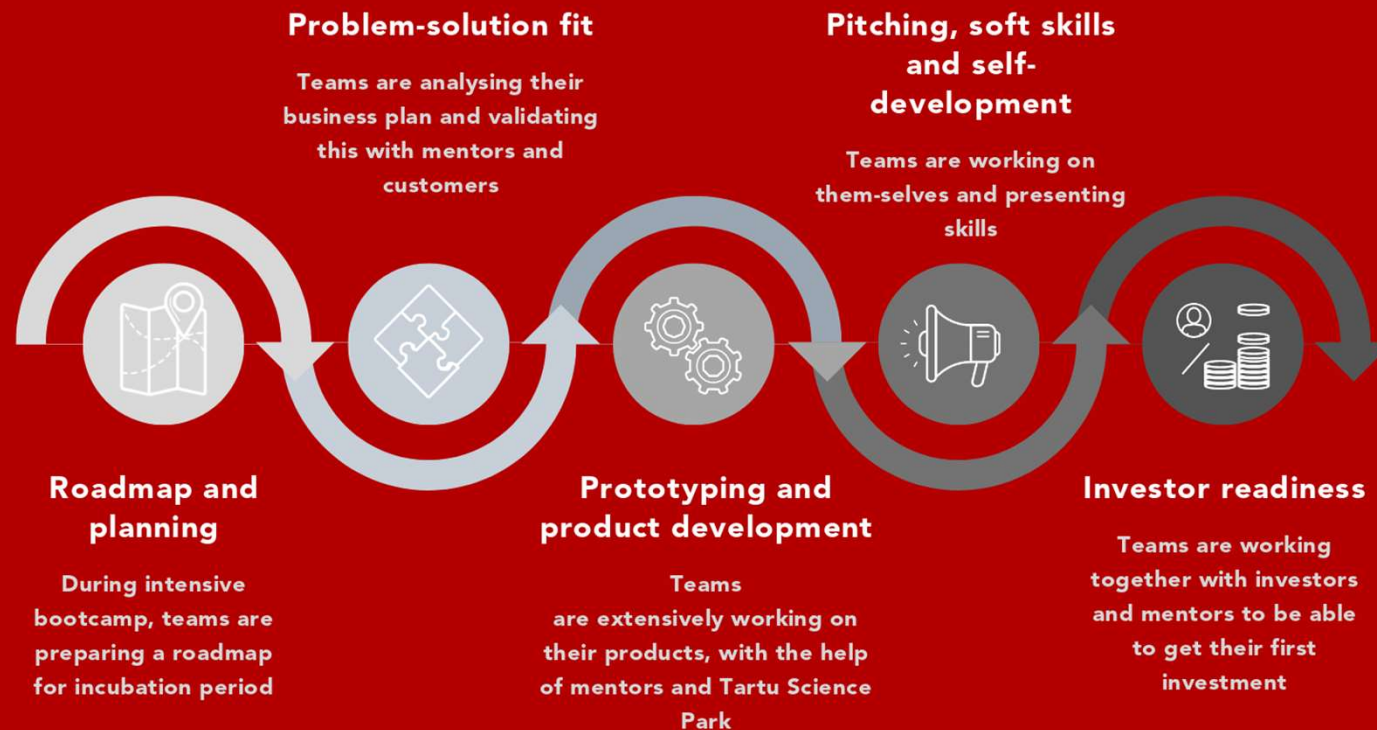 Roadmap and
planning
During intensive
bootcamp, teams are
preparing a roadmap
for incubation period
Problem-solution fit
Teams are analysing their
business plan and validating
this with mentors and
customers
Prototyping and
product development
Teams
are extensively working on
their products, with the help
of mentors and Tartu Science
Park
Pitching, soft skills
and self-
development
Teams are working on
them-selves and presenting
skills
Investor readiness
Teams are working
together with investors
and mentors to be able
to get their first
investment